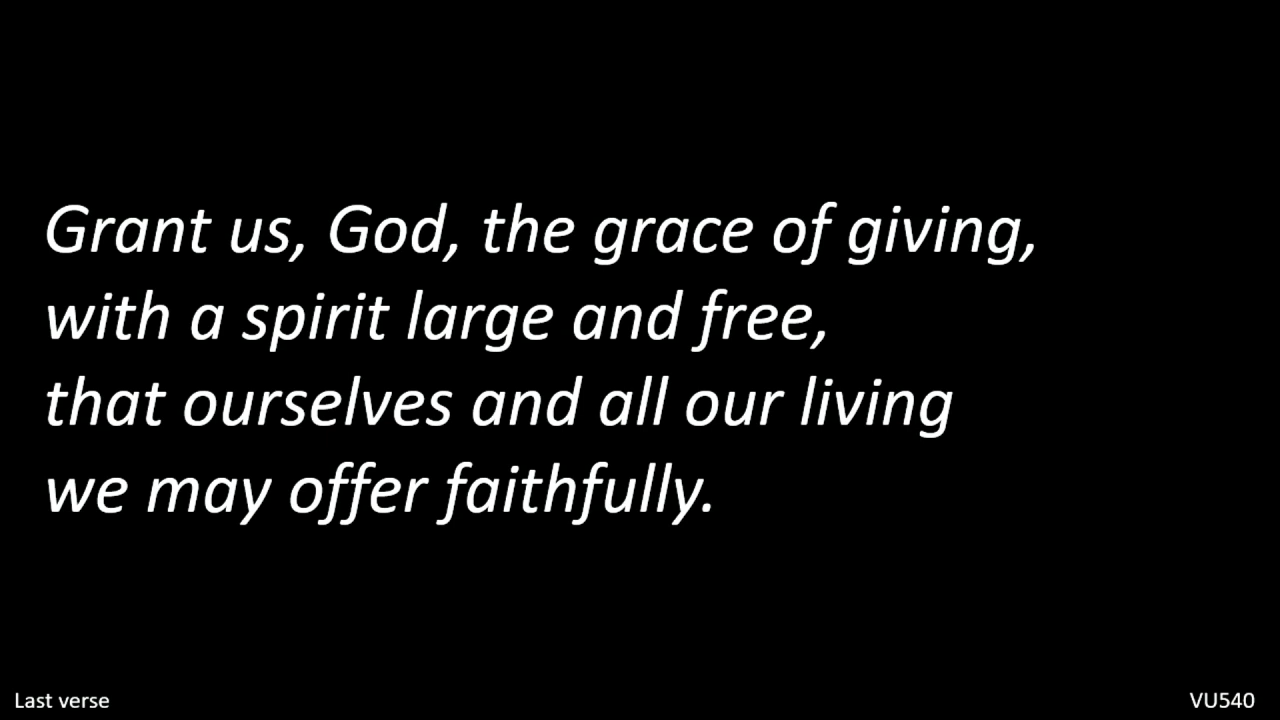 Grant us, God, the grace of giving,
with a spirit large and free,
that ourselves and all our living
we may offer faithfully.
Last verse
VU540